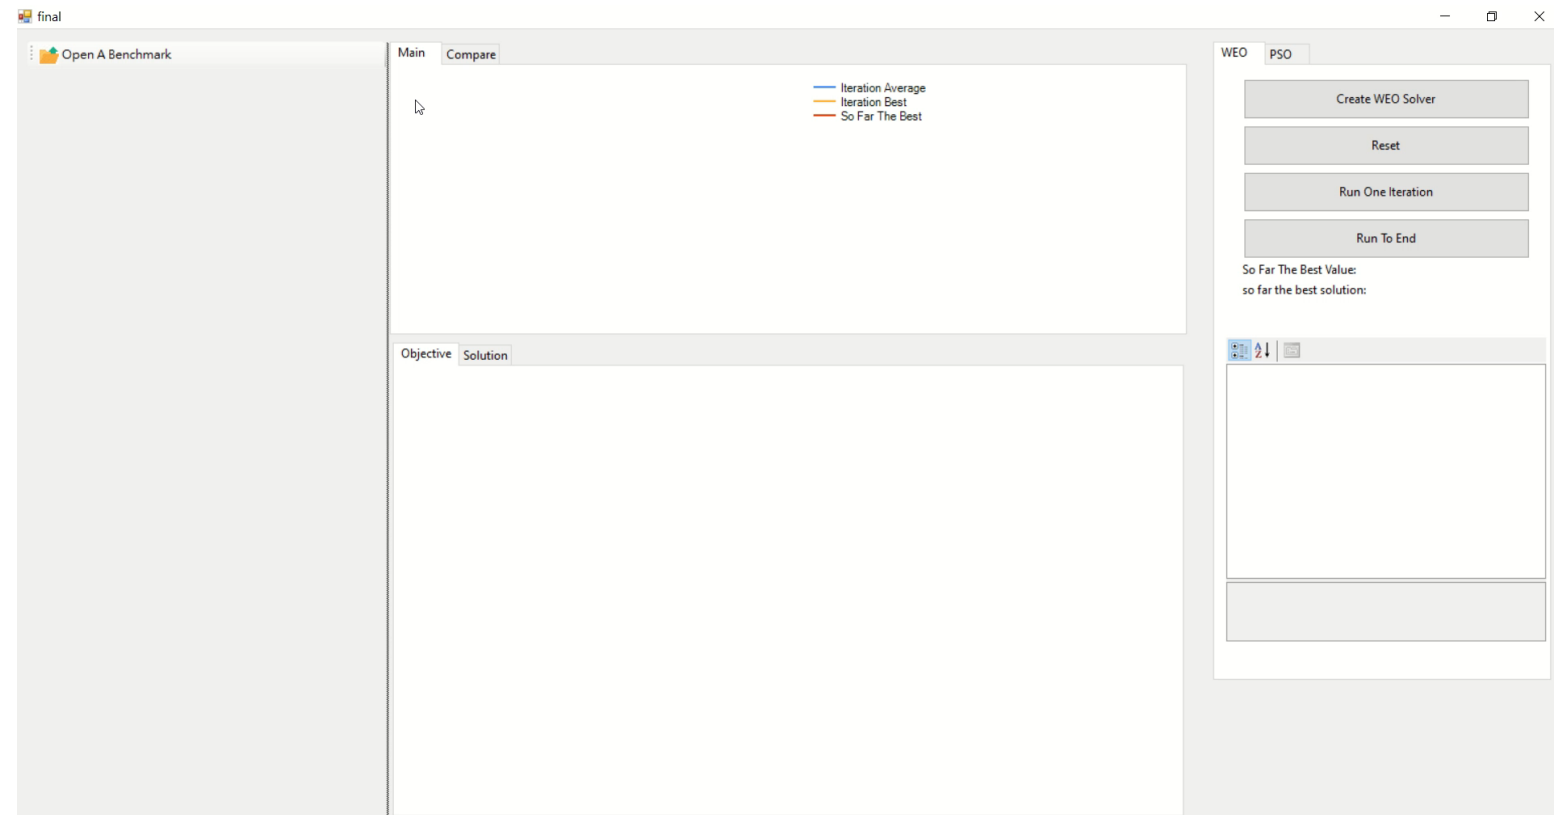 final
Open A Benchmark
Main Compare
Iteration Average
Iteration Best
So Far The Best
Objective Solution
WEO PSO
Create WEO Solver
Reset
Run One Iteration
Run To End
So Far The Best Value:
so far the best solution:
A
Z